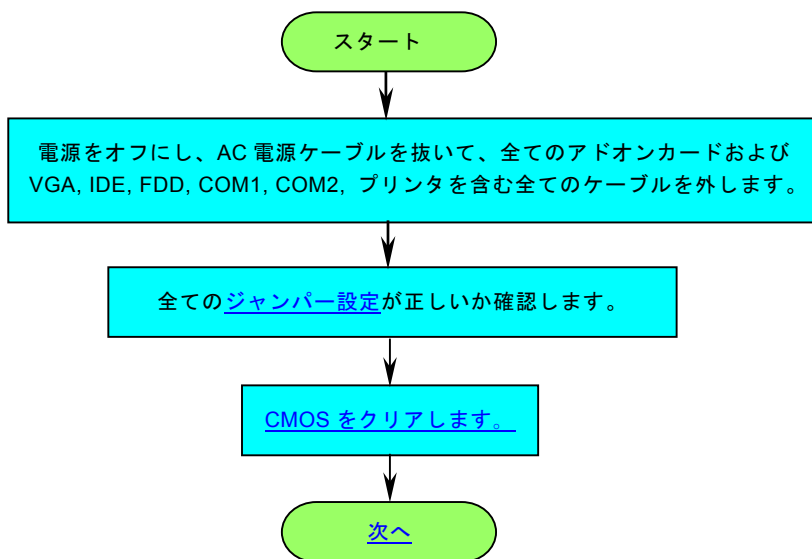 スタート
電源をオフにし、AC 電源ケーブルを抜いて、全てのアドオンカードおよび
VGA, IDE, FDD, COM1, COM2, プリンタを含む全てのケーブルを外します。
全てのジャンパー設定が正しいか確認します。
CMOS をクリアします。
次へ